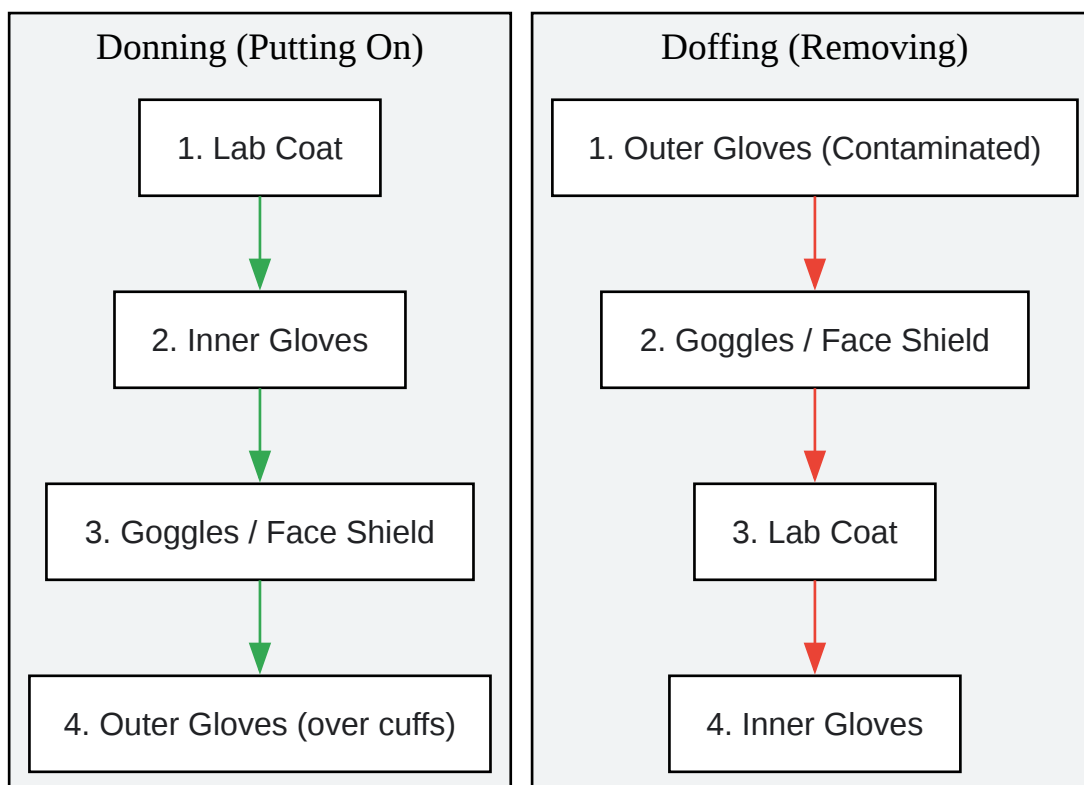 Donning (Putting On)
1. Lab Coat
2. Inner Gloves
3. Goggles / Face Shield
4. Outer Gloves (over cuffs)
Doffing (Removing)
1. Outer Gloves (Contaminated)
2. Goggles / Face Shield
3. Lab Coat
4. Inner Gloves